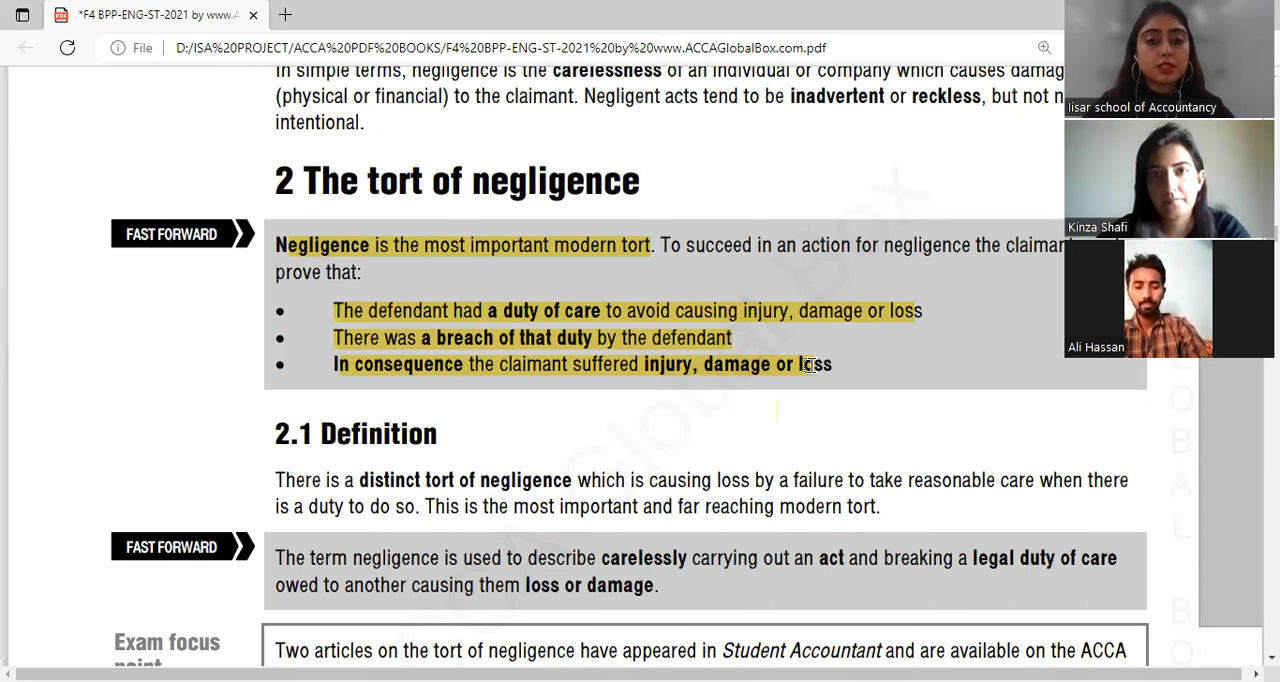 *F4 BPP-ENG-ST-2021 by www.A
File
D:/ISA%20PROJECT/ACCA%20PDF%20BOOKS/F4%20BPP-ENG-ST-2021%20by%20www.ACCAGlobalBox.com.pdf
In simple terms, negligence is the carelessness of an individual or company which causes damag
(physical or financial) to the claimant. Negligent acts tend to be inadvertent or reckless, but not n
intentional.
2 The tort of negligence
FAST FORWARD
Negligence is the most important modern tort. To succeed in an action for negligence the claiman
prove that:
• The defendant had a duty of care to avoid causing injury, damage or loss
• There was a breach of that duty by the defendant
• In consequence the claimant suffered injury, damage or loss
2.1 Definition
There is a distinct tort of negligence which is causing loss by a failure to take reasonable care when there
is a duty to do so. This is the most important and far reaching modern tort.
FAST FORWARD
The term negligence is used to describe carelessly carrying out an act and breaking a legal duty of care
owed to another causing them loss or damage.
Exam focus
point
Two articles on the tort of negligence have appeared in Student Accountant and are available on the ACCA
Iisar school of Accountancy
Kinza Shafi
Ali Hassan